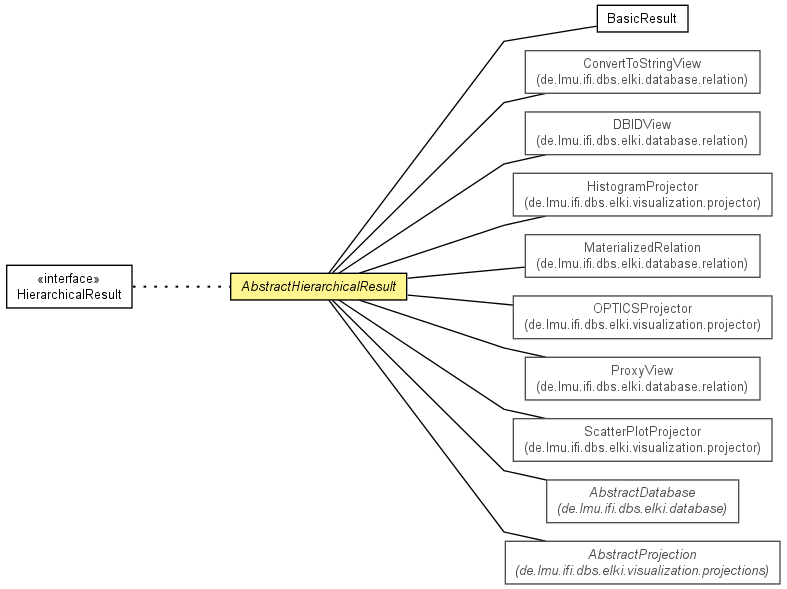 BasicResult
ConvertToStringView
(de.lmu.ifi.dbs.elki.database.relation)
DBIDView
(de.lmu.ifi.dbs.elki.database.relation)
HistogramProjector
(de.lmu.ifi.dbs.elki.visualization.projector)
MaterializedRelation
(de.lmu.ifi.dbs.elki.database.relation)
«interface»
HierarchicalResult
AbstractHierarchicalResult
OPTICSProjector
(de.lmu.ifi.dbs.elki.visualization.projector)
ProxyView
(de.lmu.ifi.dbs.elki.database.relation)
ScatterPlotProjector
(de.lmu.ifi.dbs.elki.visualization.projector)
AbstractDatabase
(de.lmu.ifi.dbs.elki.database)
AbstractProjection
(de.lmu.ifi.dbs.elki.visualization.projections)